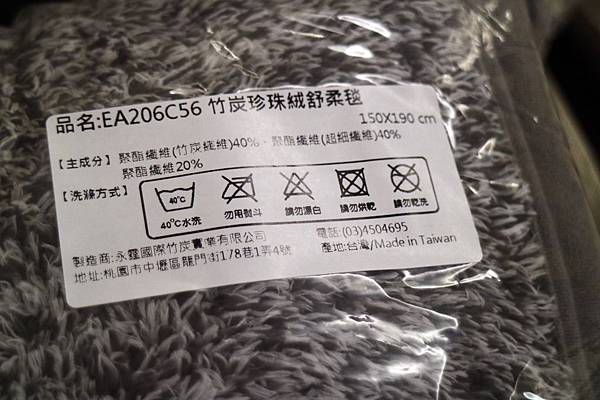 品名:EA206C56 竹炭珍珠絨舒柔毯
150X190 cm
【主成分】聚酯纖維(竹炭纖維)40%、聚酯纖維(超細纖維)40%
聚酯纖維20%
【洗滌方式】
40°C
40°C水洗 勿用熨斗 請勿漂白 請勿烘乾 請勿乾洗
製造商:永霆國際竹炭實業有限公司 電話:(03)4504695
地址:桃園市中壢區龍門街178巷1弄4號 產地:台灣/Made in Taiwan